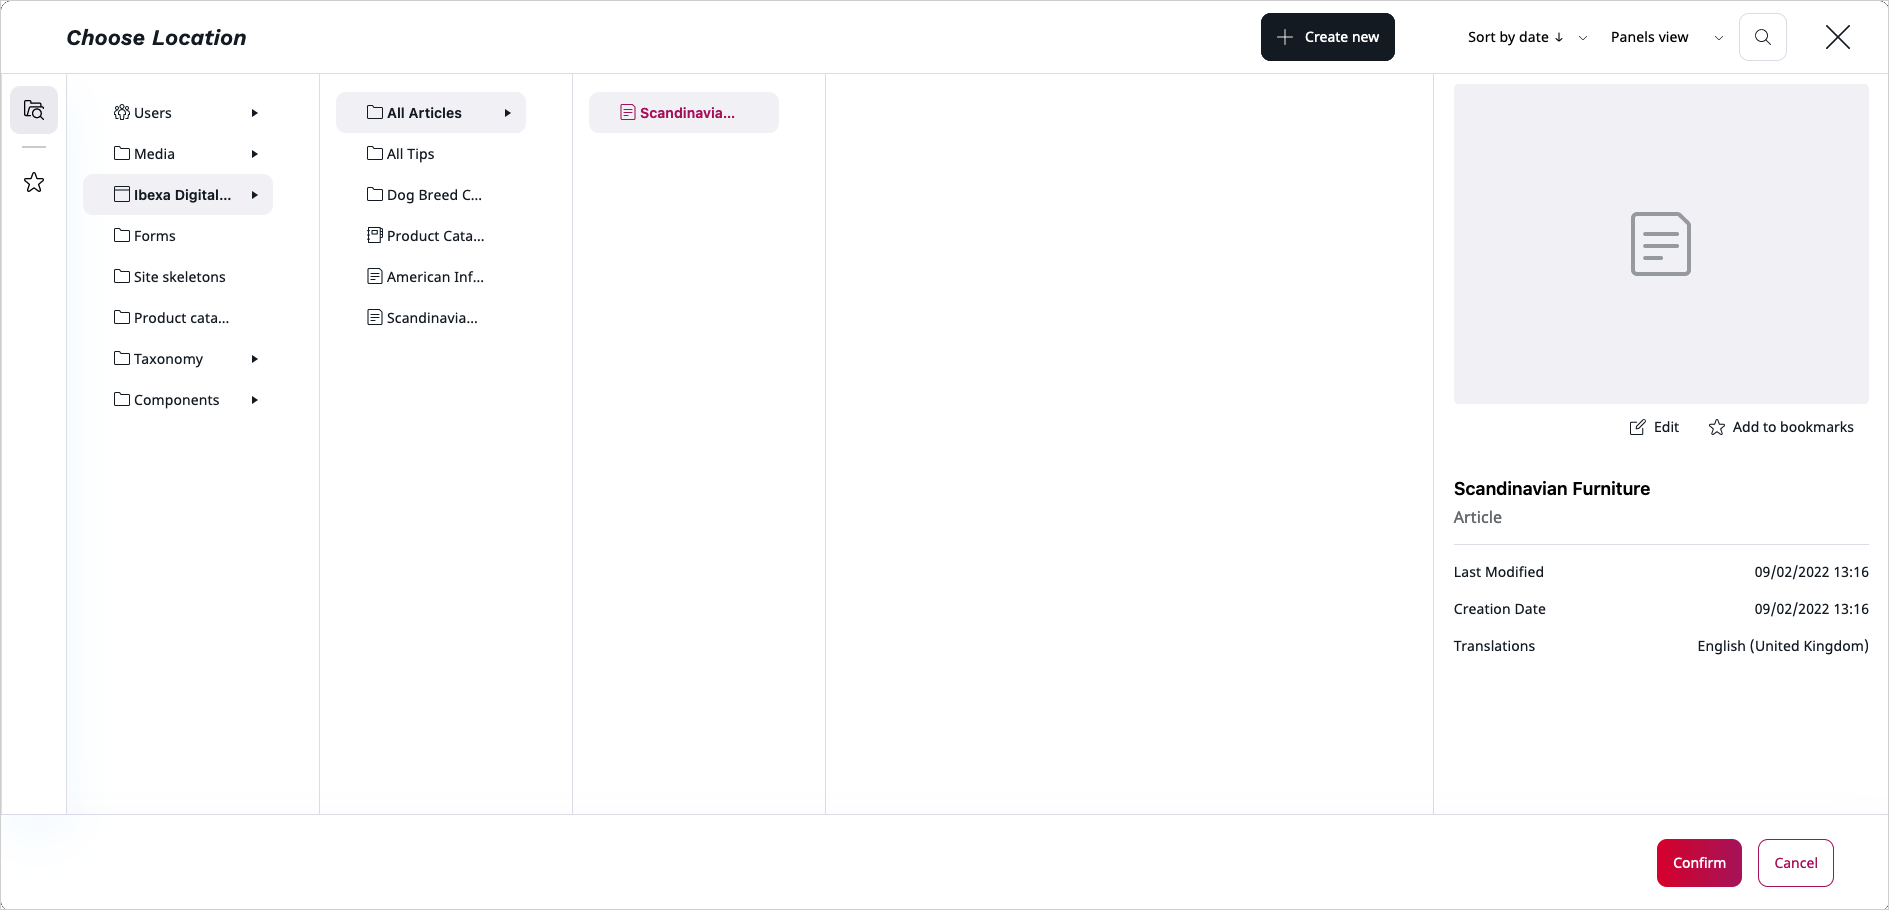 Choose Location
Create new
Sort by date ↓
Panels view
Users
Media
Ibexa Digital...
Forms
Site skeletons
Product cata...
Taxonomy
Components
All Articles
All Tips
Dog Breed C...
Product Cata...
American Inf...
Scandinavia...
Scandinavia...
Edit
Add to bookmarks
Scandinavian Furniture
Article
Last Modified 09/02/2022 13:16
Creation Date 09/02/2022 13:16
Translations English (United Kingdom)
Confirm
Cancel